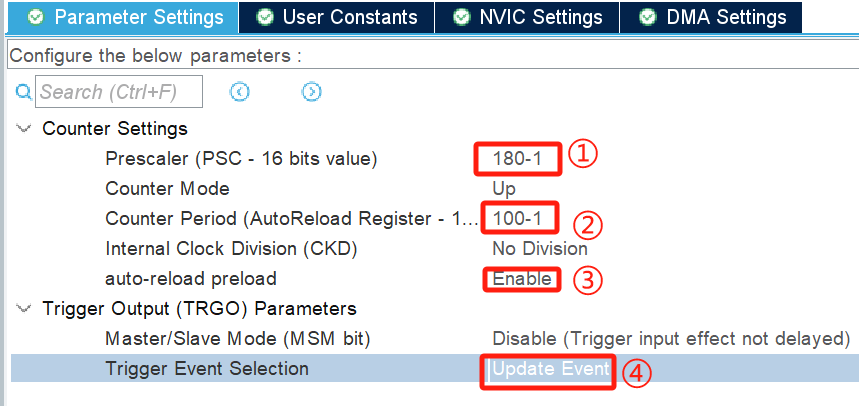 Parameter Settings User Constants NVIC Settings DMA Settings
Configure the below parameters :
Search (Ctrl+F)
Counter Settings
Prescaler (PSC - 16 bits value) 180-1 ①
Counter Mode Up
Counter Period (AutoReload Register - 1... 100-1 ②
Internal Clock Division (CKD) No Division
auto-reload preload Enable ③
Trigger Output (TRGO) Parameters
Master/Slave Mode (MSM bit) Disable (Trigger input effect not delayed)
Trigger Event Selection Update Event ④